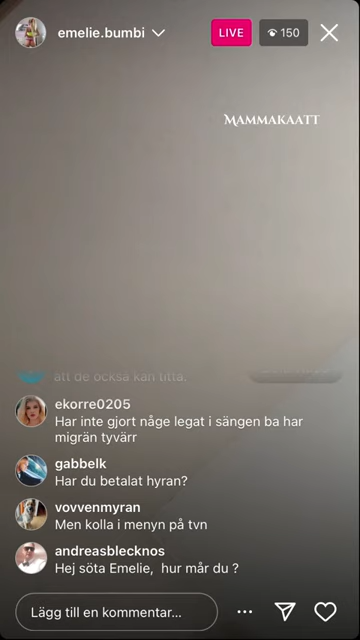 emelie.bumbi
LIVE
150
MAMMAKAATT
att de också kan titta.
ekorre0205
Har inte gjort någe legat i sängen ba har
migrän tyvärr
gabbelk
Har du betalat hyran?
vovvenmyran
Men kolla i menyn på tvn
andreasblecknos
Hej söta Emelie, hur mår du ?
Lägg till en kommentar...